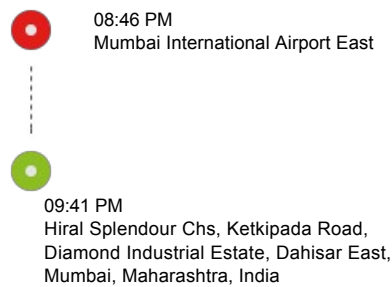 08:46 PM
Mumbai International Airport East
09:41 PM
Hiral Splendour Chs, Ketkipada Road,
Diamond Industrial Estate, Dahisar East,
Mumbai, Maharashtra, India